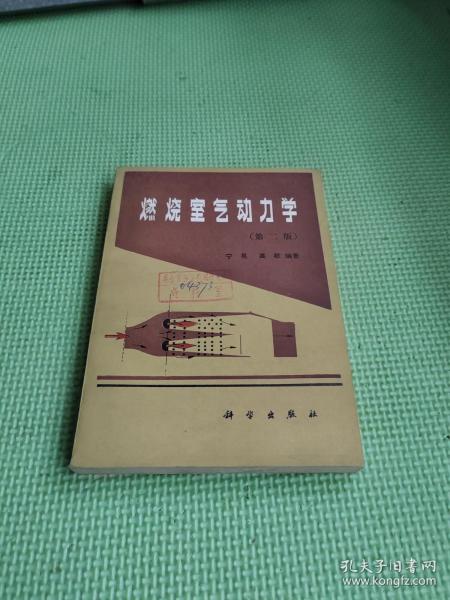 燃烧室气动力学
（第二版）
宁晃 高歌 编著
04373
科学出版社
孔夫子旧书网
www.kongfz.com